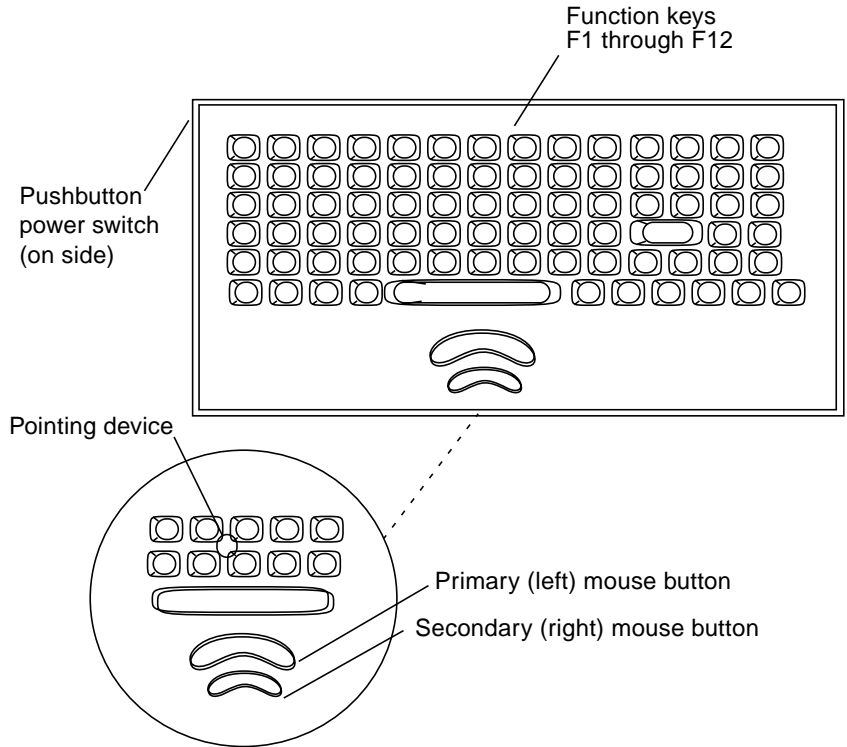 Function keys
F1 through F12
Pushbutton
power switch
(on side)
Pointing device
Primary (left) mouse button
Secondary (right) mouse button